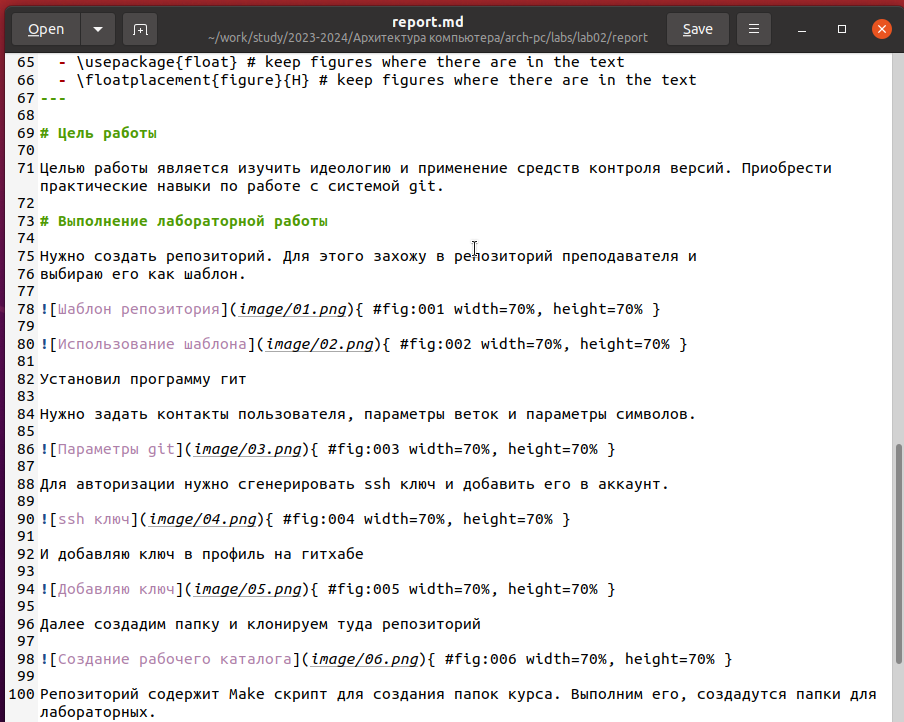 Open
report.md
~/work/study/2023-2024/Архитектура компьютера/arch-pc/labs/lab02/report
Save
65 - \usepackage{float} # keep figures where there are in the text
66 - \floatplacement{figure}{H} # keep figures where there are in the text
67 ---
68
69 # Цель работы
70
71 Целью работы является изучить идеологию и применение средств контроля версий. Приобрести
практические навыки по работе с системой git.
72
73 # Выполнение лабораторной работы
74
75 Нужно создать репозиторий. Для этого захожу в репозиторий преподавателя и
76 выбираю его как шаблон.
77
78 ![Шаблон репозитория](image/01.png){ #fig:001 width=70%, height=70% }
79
80 ![Использование шаблона](image/02.png){ #fig:002 width=70%, height=70% }
81
82 Установил программу гит
83
84 Нужно задать контакты пользователя, параметры веток и параметры символов.
85
86 ![Параметры git](image/03.png){ #fig:003 width=70%, height=70% }
87
88 Для авторизации нужно сгенерировать ssh ключ и добавить его в аккаунт.
89
90 ![ssh ключ](image/04.png){ #fig:004 width=70%, height=70% }
91
92 И добавляю ключ в профиль на гитхабе
93
94 ![Добавляю ключ](image/05.png){ #fig:005 width=70%, height=70% }
95
96 Далее создадим папку и клонируем туда репозиторий
97
98 ![Создание рабочего каталога](image/06.png){ #fig:006 width=70%, height=70% }
99
100 Репозиторий содержит Make скрипт для создания папок курса. Выполним его, создадутся папки для
лабораторных.